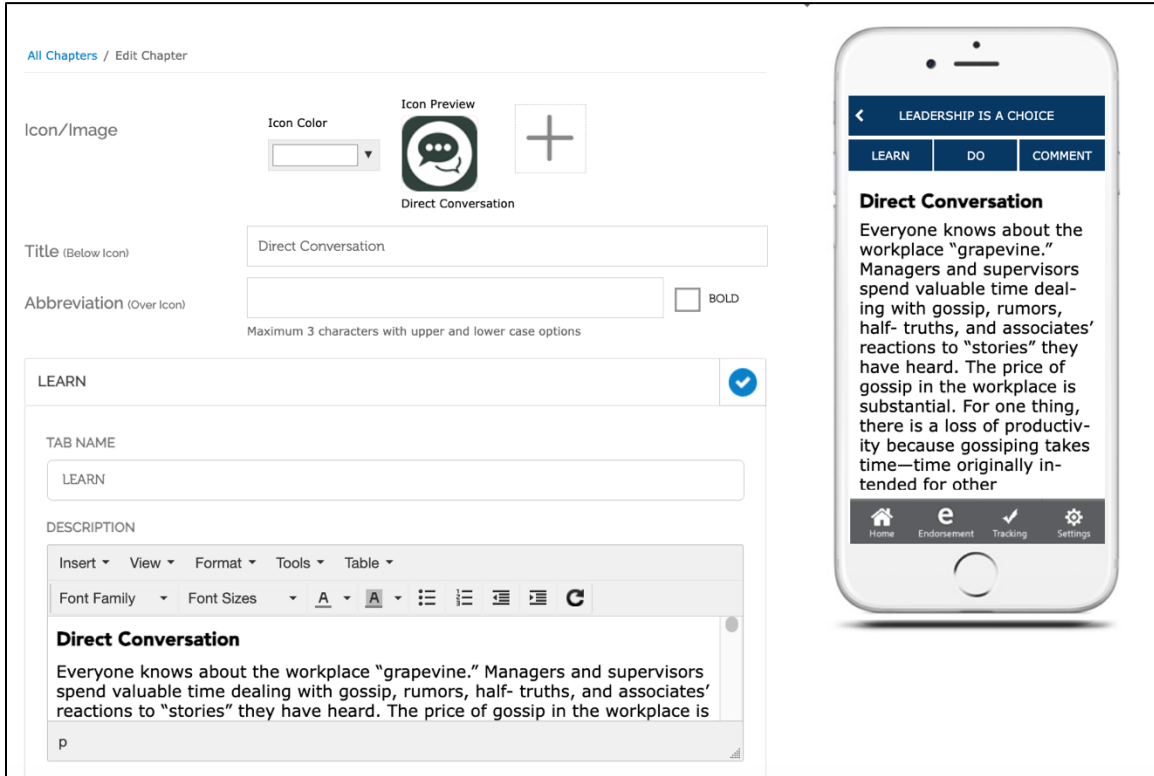 All Chapters / Edit Chapter
Icon/Image
Icon Color
Icon Preview
Direct Conversation
Title (Below Icon)
Direct Conversation
Abbreviation (Over Icon)
BOLD
Maximum 3 characters with upper and lower case options
LEARN
TAB NAME
LEARN
DESCRIPTION
Insert View Format Tools Table
Font Family Font Sizes A A
Direct Conversation
Everyone knows about the workplace “grapevine.” Managers and supervisors
spend valuable time dealing with gossip, rumors, half- truths, and associates’
reactions to “stories” they have heard. The price of gossip in the workplace is
p
LEADERSHIP IS A CHOICE
LEARN DO COMMENT
Direct Conversation
Everyone knows about the
workplace “grapevine.”
Managers and supervisors
spend valuable time deal-
ing with gossip, rumors,
half- truths, and associates’
reactions to “stories” they
have heard. The price of
gossip in the workplace is
substantial. For one thing,
there is a loss of productiv-
ity because gossiping takes
time—time originally in-
tended for other
e
Home Endorsement Tracking Settings